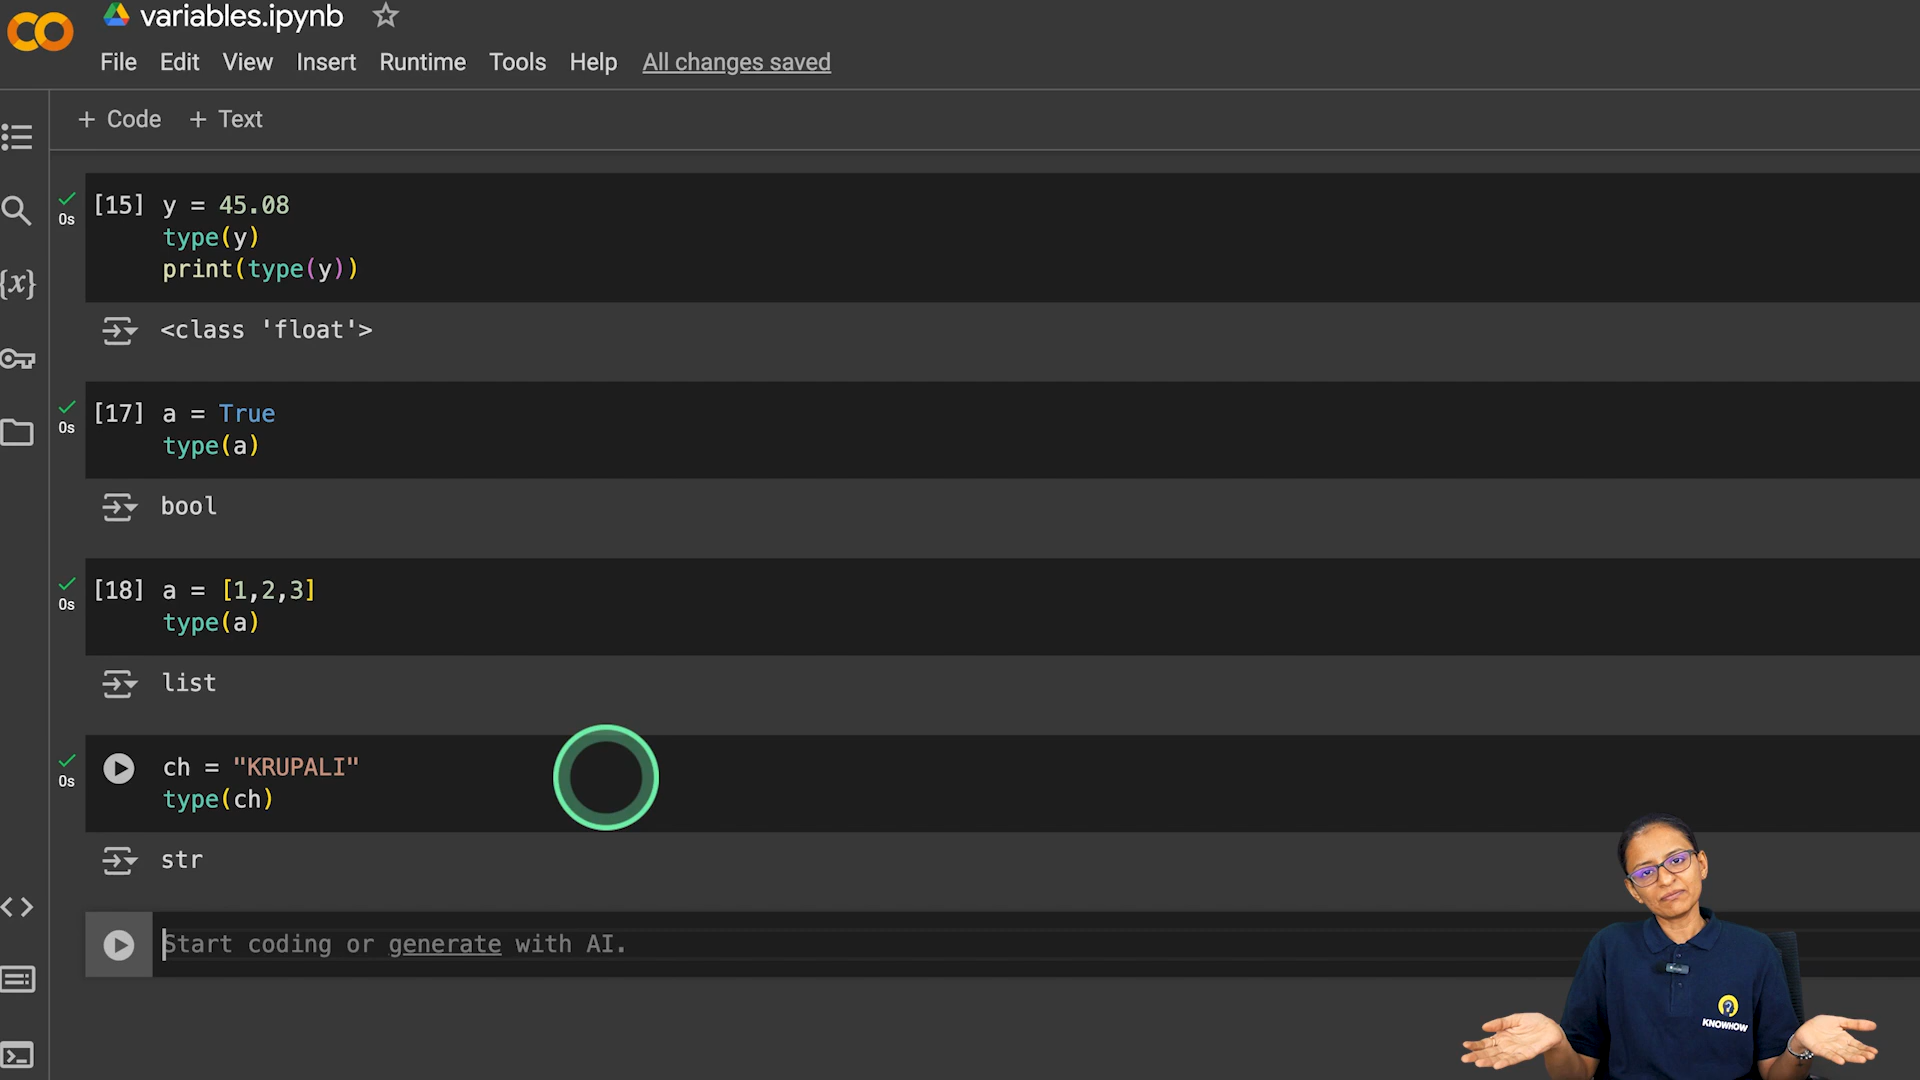 variables.ipynb
File Edit View Insert Runtime Tools Help All changes saved
+ Code + Text
[15] y = 45.08
type(y)
print(type(y))
0s
<class 'float'>
[17] a = True
type(a)
0s
bool
[18] a = [1,2,3]
type(a)
0s
list
ch = "KRUPALI"
type(ch)
0s
str
Start coding or generate with AI.
KNOWHOW